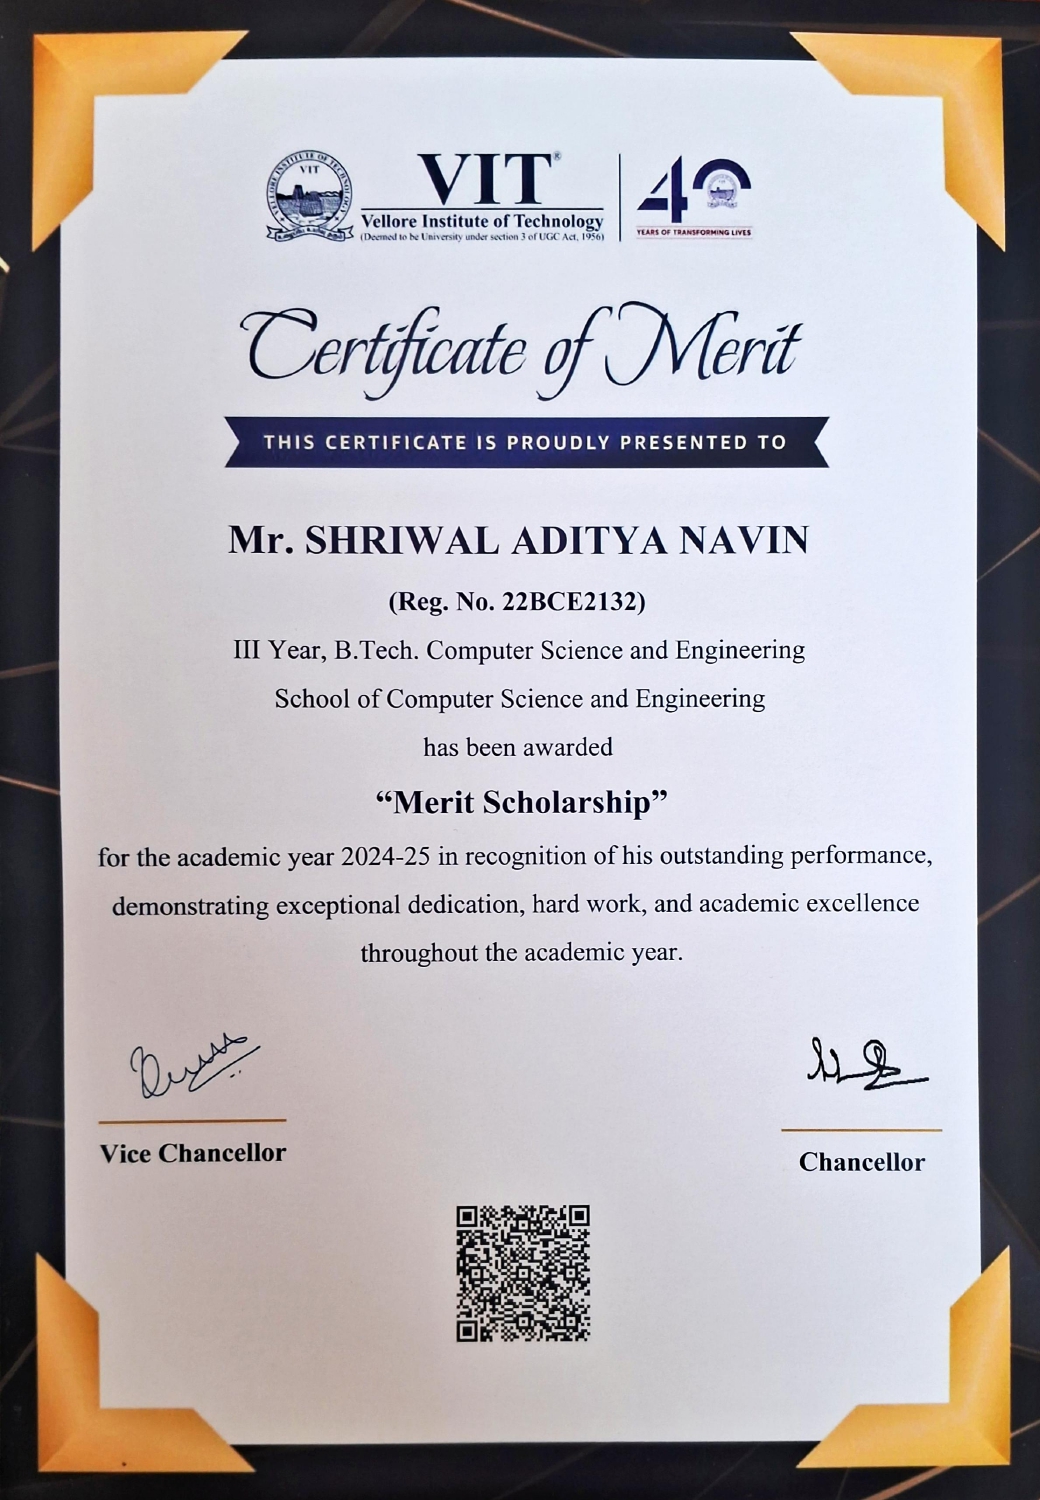 VELLORE INSTITUTE OF TECHNOLOGY
VIT
VIT®
Vellore Institute of Technology
(Deemed to be University under section 3 of UGC Act, 1956)
40
YEARS OF TRANSFORMING LIVES
Certificate of Merit
THIS CERTIFICATE IS PROUDLY PRESENTED TO
Mr. SHRIWAL ADITYA NAVIN
(Reg. No. 22BCE2132)
III Year, B.Tech. Computer Science and Engineering
School of Computer Science and Engineering
has been awarded
“Merit Scholarship”
for the academic year 2024-25 in recognition of his outstanding performance,
demonstrating exceptional dedication, hard work, and academic excellence
throughout the academic year.
Vice Chancellor
Chancellor